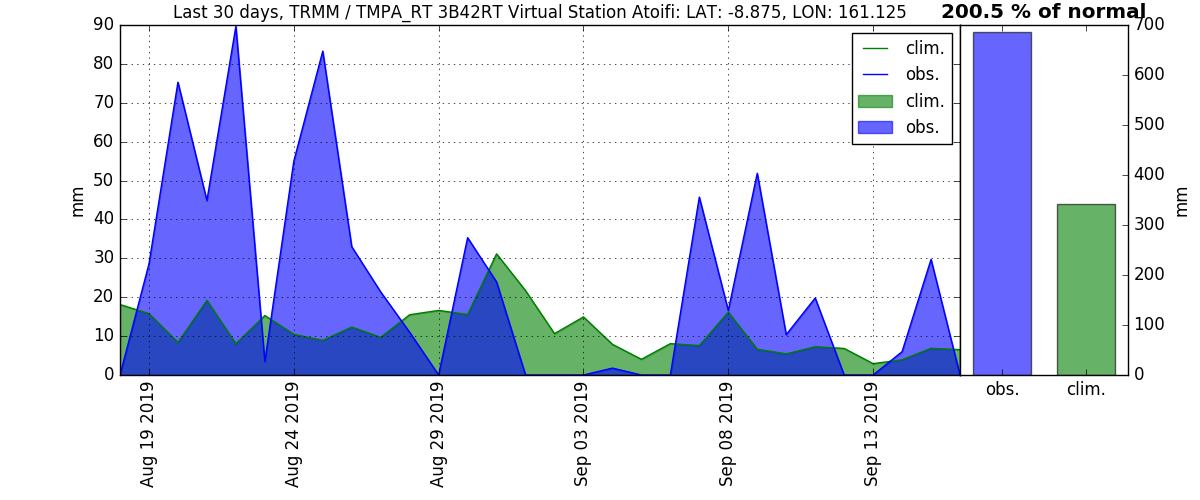 Last 30 days, TRMM / TMPA_RT 3B42RT Virtual Station Atoifi: LAT: -8.875, LON: 161.125
200.5 % of normal
90
80
70
60
50
40
30
20
10
0
mm
clim.
obs.
clim.
obs.
Aug 19 2019
Aug 24 2019
Aug 29 2019
Sep 03 2019
Sep 08 2019
Sep 13 2019
700
600
500
400
300
200
100
0
mm
obs.
clim.